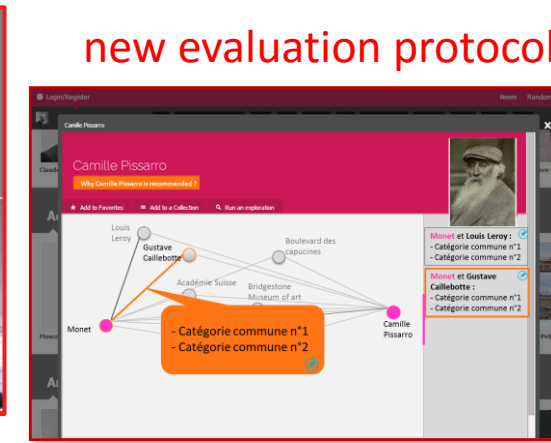 new evaluation protocol
Login/Register
News
Random
Camille Pissarro
x
Claude
Camille Pissarro
Why Camille Pissarro is recommended ?
Add to Favorites
Add to a Collection
Run an exploration
Louis
Leroy
Gustave
Caillebotte
Boulevard des
capucines
Académie Suisse
Bridgestone
Museum of art
Monet
Camille
Pissarro
- Catégorie commune n°1
- Catégorie commune n°2
Monet et Louis Leroy :
- Catégorie commune n°1
- Catégorie commune n°2
Monet et Gustave
Caillebotte :
- Catégorie commune n°1
- Catégorie commune n°2